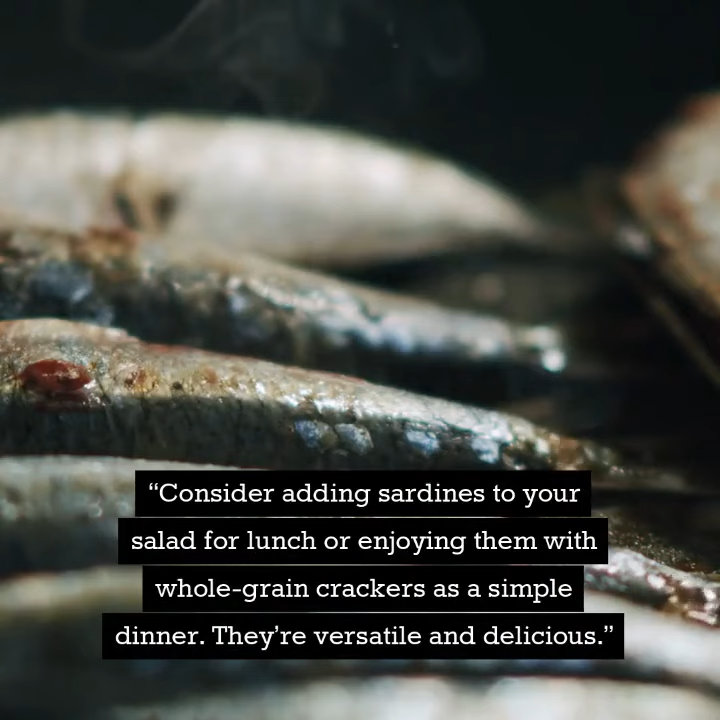 “Consider adding sardines to your
salad for lunch or enjoying them with
whole-grain crackers as a simple
dinner. They’re versatile and delicious.”